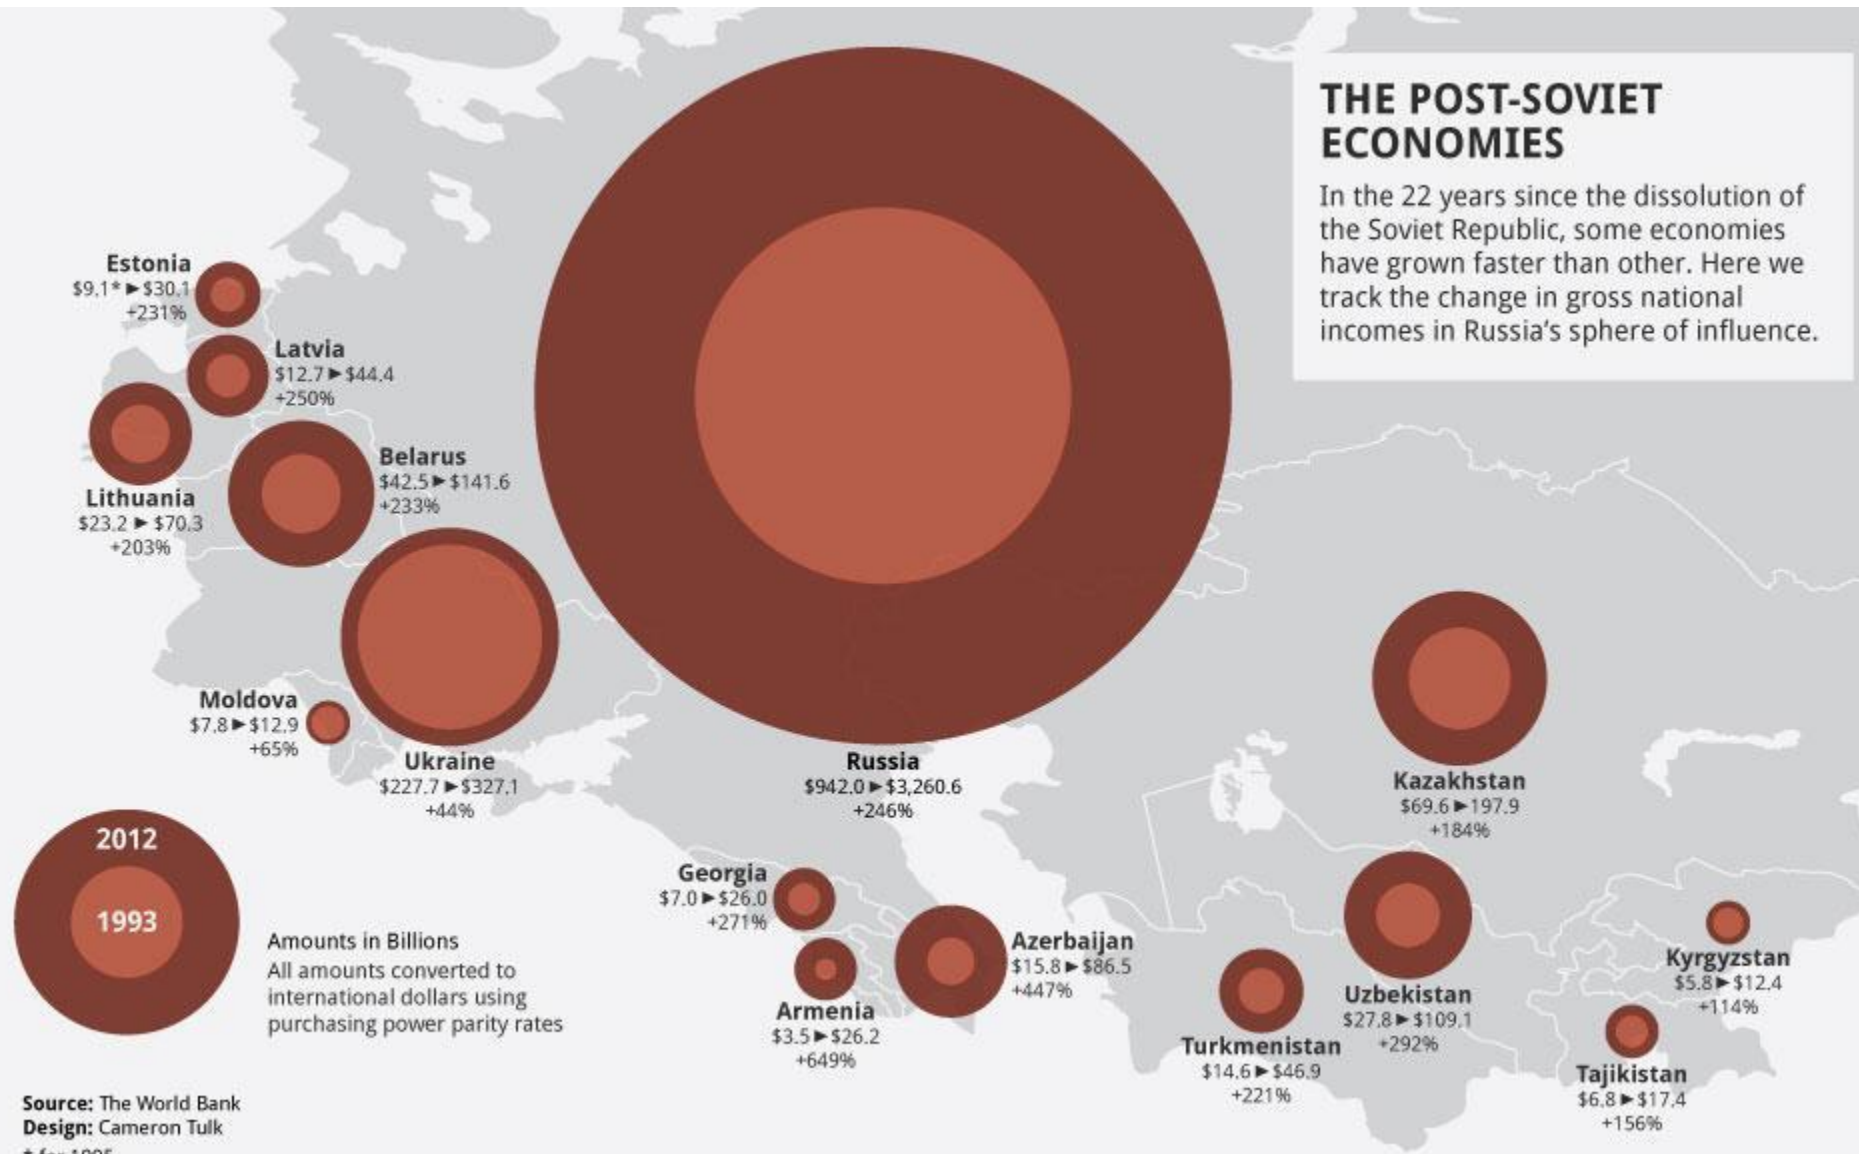 THE POST-SOVIET
ECONOMIES
In the 22 years since the dissolution of
the Soviet Republic, some economies
have grown faster than other. Here we
track the change in gross national
incomes in Russia’s sphere of influence.
Estonia
$9.1*►$30.1
+231%
Latvia
$12.7►$44.4
+250%
Lithuania
$23.2►$70.3
+203%
Belarus
$42.5►$141.6
+233%
Moldova
$7.8►$12.9
+65%
Ukraine
$227.7►$327.1
+44%
Russia
$942.0►$3,260.6
+246%
Kazakhstan
$69.6►197.9
+184%
Georgia
$7.0►$26.0
+271%
Armenia
$3.5►$26.2
+649%
Azerbaijan
$15.8►$86.5
+447%
Turkmenistan
$14.6►$46.9
+221%
Uzbekistan
$27.8►$109.1
+292%
Kyrgyzstan
$5.8►$12.4
+114%
Tajikistan
$6.8►$17.4
+156%
2012
1993
Amounts in Billions
All amounts converted to
international dollars using
purchasing power parity rates
Source: The World Bank
Design: Cameron Tulk
* for 1995